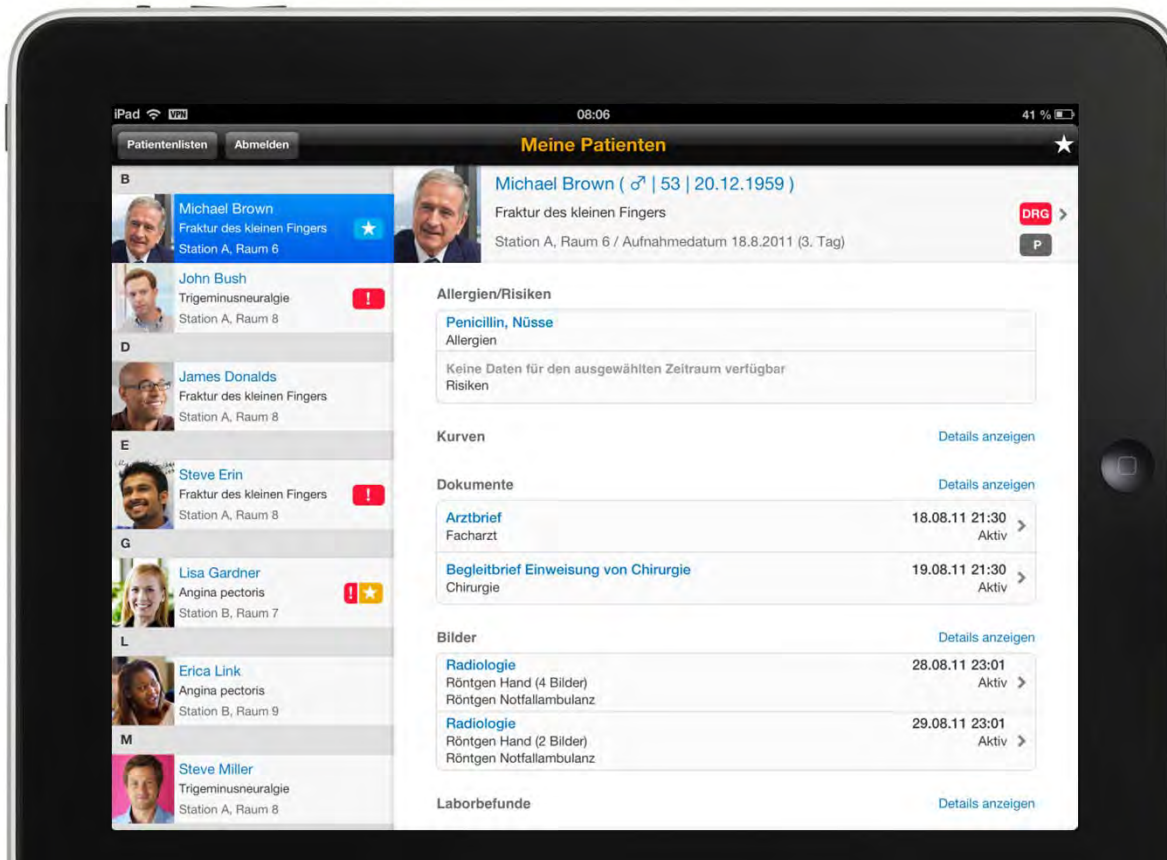 iPad VPN 08:06 41 %
Patientenlisten Abmelden Meine Patienten
B
Michael Brown
Fraktur des kleinen Fingers
Station A, Raum 6
John Bush
Trigeminusneuralgie
Station A, Raum 8
!
D
James Donalds
Fraktur des kleinen Fingers
Station A, Raum 8
E
Steve Erin
Fraktur des kleinen Fingers
Station A, Raum 8
!
G
Lisa Gardner
Angina pectoris
Station B, Raum 7
!
L
Erica Link
Angina pectoris
Station B, Raum 9
M
Steve Miller
Trigeminusneuralgie
Station A, Raum 8
Michael Brown ( ♂ | 53 | 20.12.1959 )
Fraktur des kleinen Fingers
Station A, Raum 6 / Aufnahmedatum 18.8.2011 (3. Tag)
DRG
P
Allergien/Risiken
Penicillin, Nüsse
Allergien
Keine Daten für den ausgewählten Zeitraum verfügbar
Risiken
Kurven Details anzeigen
Dokumente Details anzeigen
Arztbrief 18.08.11 21:30
Facharzt Aktiv
Begleitbrief Einweisung von Chirurgie 19.08.11 21:30
Chirurgie Aktiv
Bilder Details anzeigen
Radiologie 28.08.11 23:01
Röntgen Hand (4 Bilder) Aktiv
Röntgen Notfallambulanz
Radiologie 29.08.11 23:01
Röntgen Hand (2 Bilder) Aktiv
Röntgen Notfallambulanz
Laborbefunde Details anzeigen